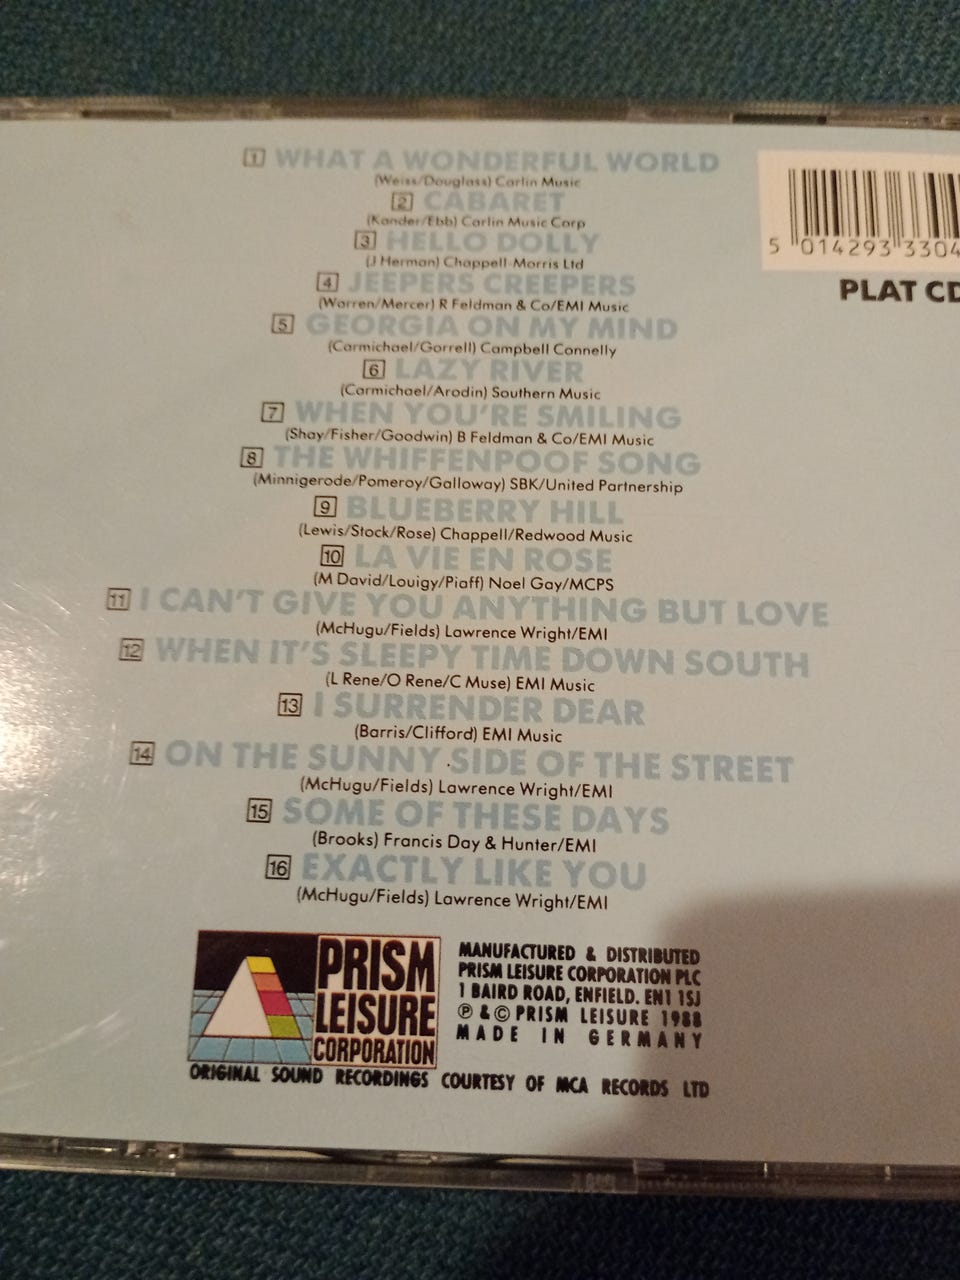 1 WHAT A WONDERFUL WORLD
(Weiss/Douglass) Carlin Music
2 CABARET
(Kander/Ebb) Carlin Music Corp
3 HELLO DOLLY
(J Herman) Chappell-Morris Ltd
4 JEEPERS CREEPERS
(Warren/Mercer) R Feldman & Co/EMI Music
5 GEORGIA ON MY MIND
(Carmichael/Gorrell) Campbell Connelly
6 LAZY RIVER
(Carmichael/Arodin) Southern Music
7 WHEN YOU'RE SMILING
(Shay/Fisher/Goodwin) B Feldman & Co/EMI Music
8 THE WHIFFENPOOF SONG
(Minnigerode/Pomeroy/Galloway) SBK/United Partnership
9 BLUEBERRY HILL
(Lewis/Stock/Rose) Chappell/Redwood Music
10 LA VIE EN ROSE
(M David/Louigy/Piaff) Noel Gay/MCPS
11 I CAN'T GIVE YOU ANYTHING BUT LOVE
(McHugu/Fields) Lawrence Wright/EMI
12 WHEN IT'S SLEEPY TIME DOWN SOUTH
(L Rene/O Rene/C Muse) EMI Music
13 I SURRENDER DEAR
(Barris/Clifford) EMI Music
14 ON THE SUNNY SIDE OF THE STREET
(McHugu/Fields) Lawrence Wright/EMI
15 SOME OF THESE DAYS
(Brooks) Francis Day & Hunter/EMI
16 EXACTLY LIKE YOU
(McHugu/Fields) Lawrence Wright/EMI
5 014293 3304
PLAT CD
PRISM
LEISURE
CORPORATION
MANUFACTURED & DISTRIBUTED
PRISM LEISURE CORPORATION PLC
1 BAIRD ROAD, ENFIELD. EN1 1SJ
℗ & © PRISM LEISURE 1988
MADE IN GERMANY
ORIGINAL SOUND RECORDINGS COURTESY OF MCA RECORDS LTD